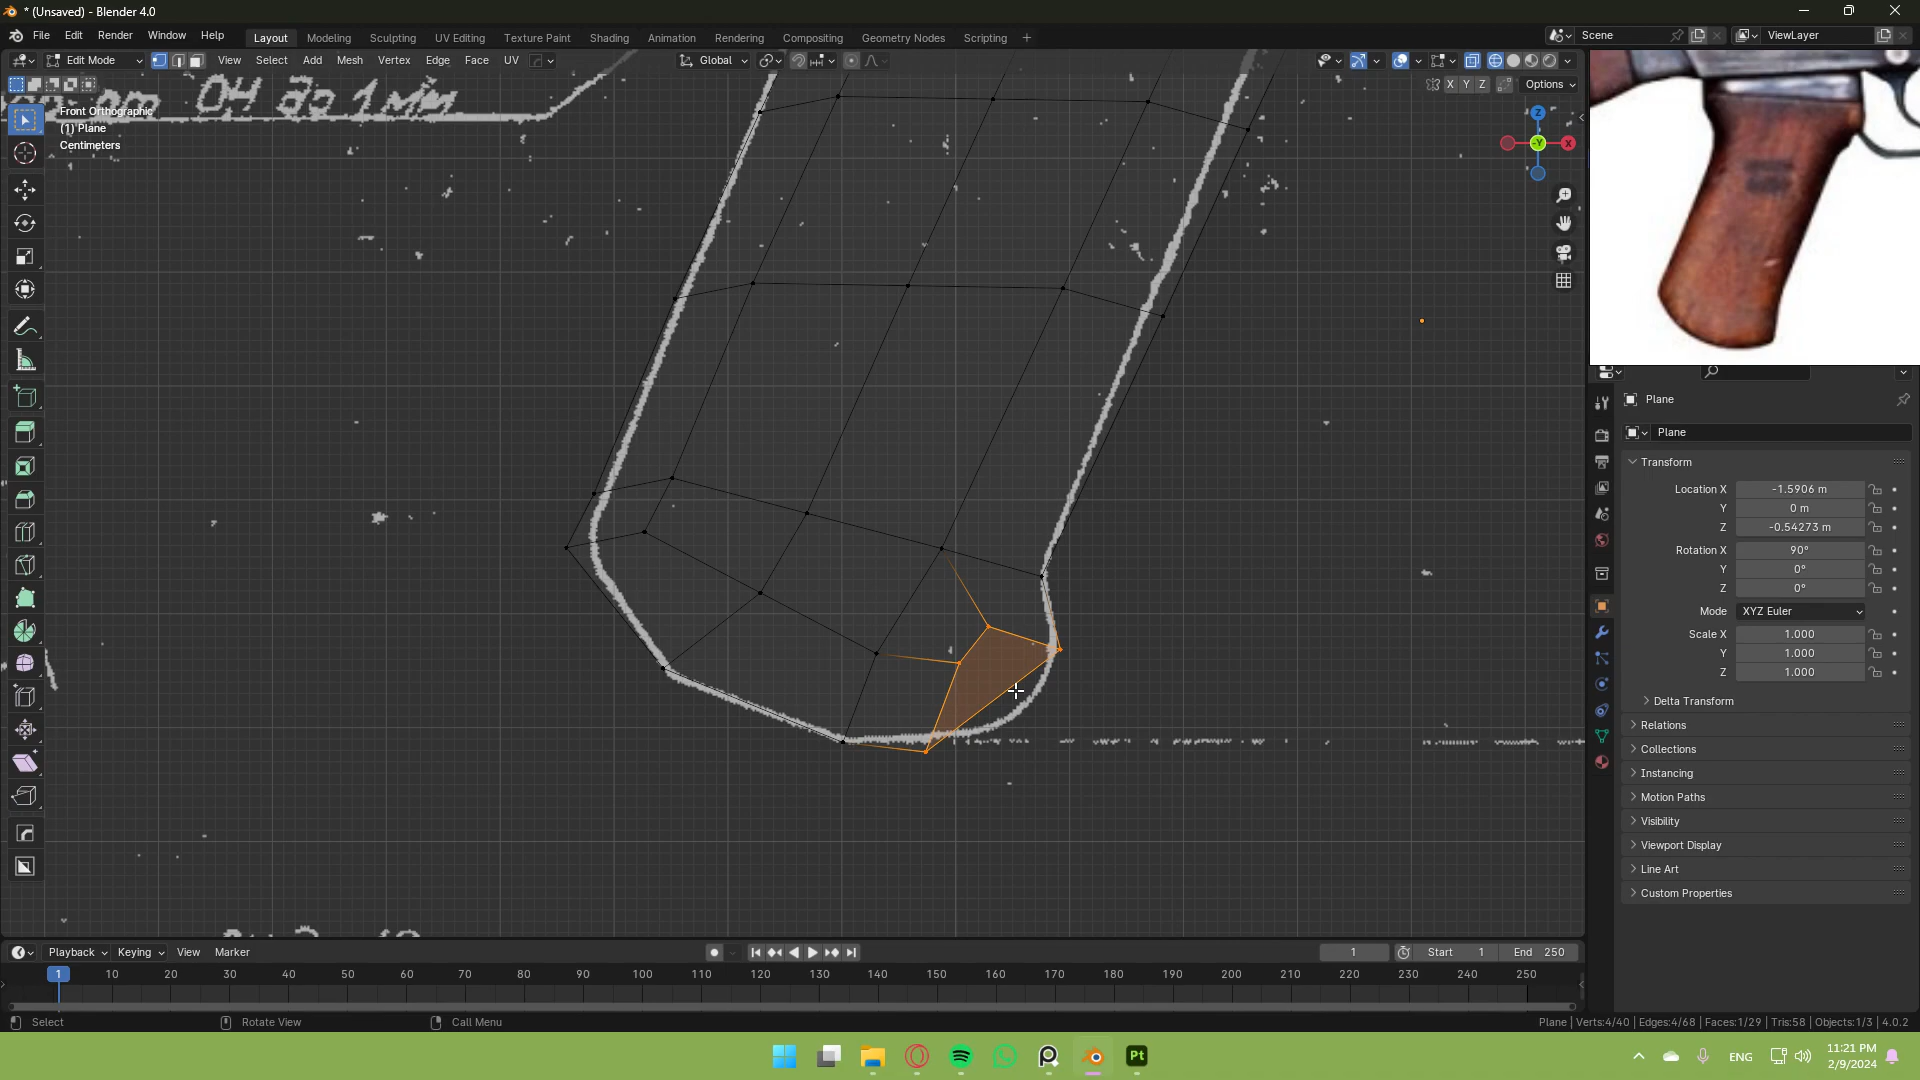 * (Unsaved) - Blender 4.0
File Edit Render Window Help Layout Modeling Sculpting UV Editing Texture Paint Shading Animation Rendering Compositing Geometry Nodes Scripting + Scene ViewLayer
Edit Mode View Select Add Mesh Vertex Edge Face UV Global
X Y Z Options
04 до 1мм
Front Orthographic
(1) Plane
Centimeters
Z
X
-Y
Plane
Plane
Transform
Location X -1.5906 m
Y 0 m
Z -0.54273 m
Rotation X 90°
Y 0°
Z 0°
Mode XYZ Euler
Scale X 1.000
Y 1.000
Z 1.000
Delta Transform
Relations
Collections
Instancing
Motion Paths
Visibility
Viewport Display
Line Art
Custom Properties
Playback Keying View Marker 1 Start 1 End 250
1 10 20 30 40 50 60 70 80 90 100 110 120 130 140 150 160 170 180 190 200 210 220 230 240 250
Select Rotate View Call Menu Plane | Verts:4/40 | Edges:4/68 | Faces:1/29 | Tris:58 | Objects:1/3 | 4.0.2
Pt ENG 11:21 PM
2/9/2024